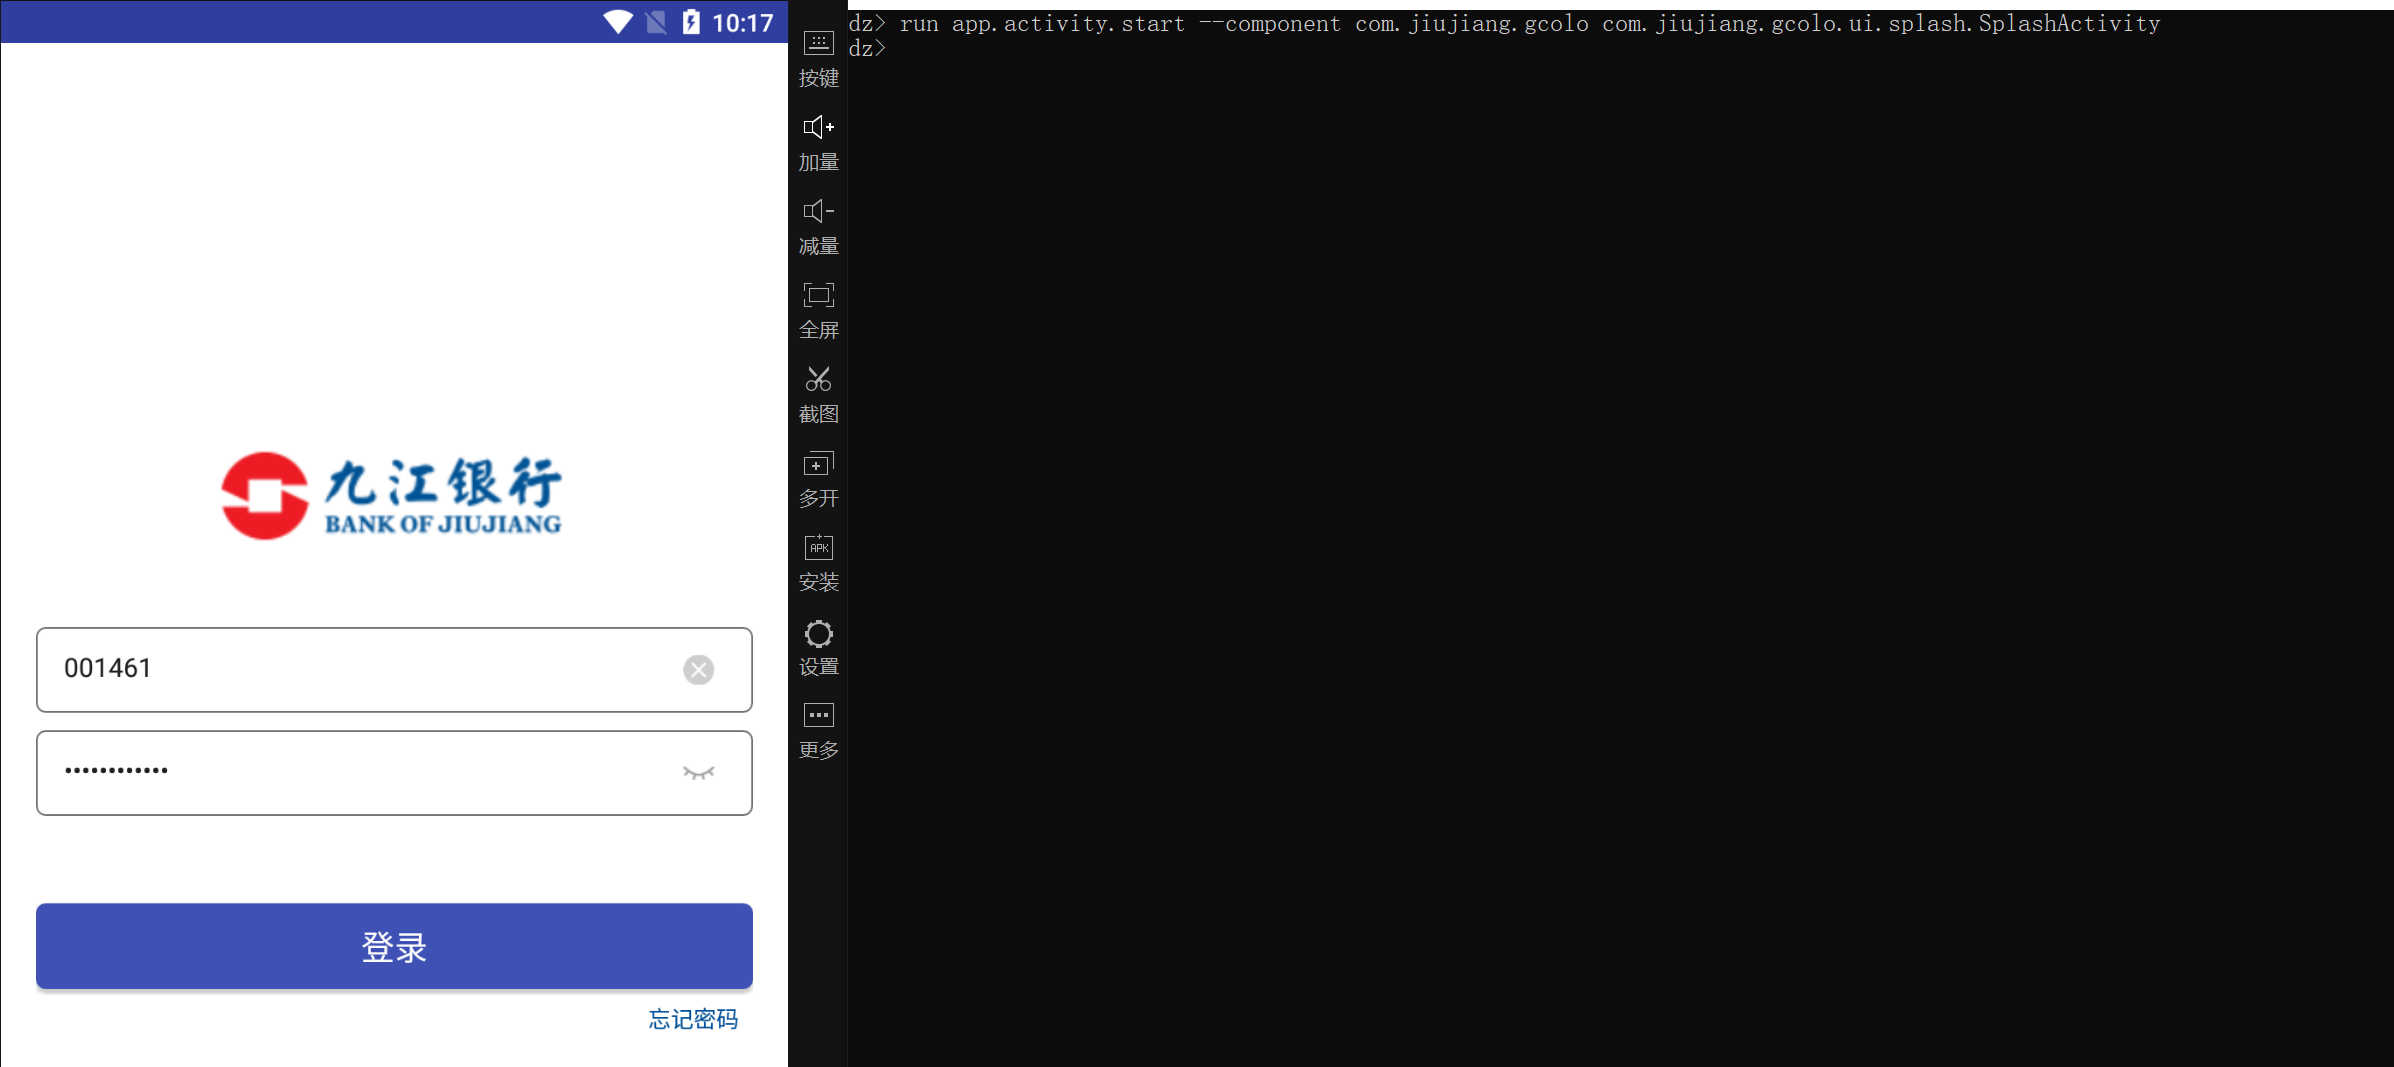 10:17
九江银行
BANK OF JIUJIANG
001461
••••••••••••
登录
忘记密码
按键
加量
减量
全屏
截图
多开
APK
安装
设置
更多
dz> run app.activity.start --component com.jiujiang.gcolo com.jiujiang.gcolo.ui.splash.SplashActivity
dz>